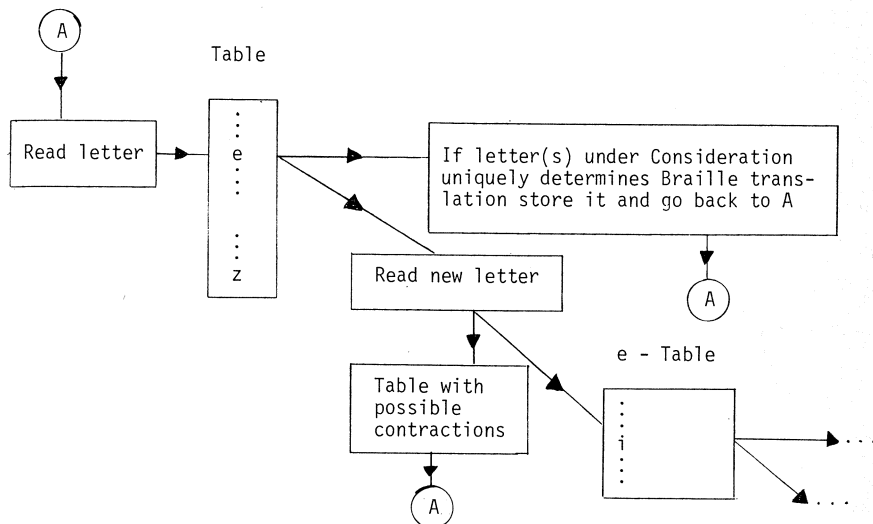 A
Table
Read letter
e
z
If letter(s) under Consideration
uniquely determines Braille trans-
lation store it and go back to A
Read new letter
A
e - Table
Table with
possible
contractions
i
A